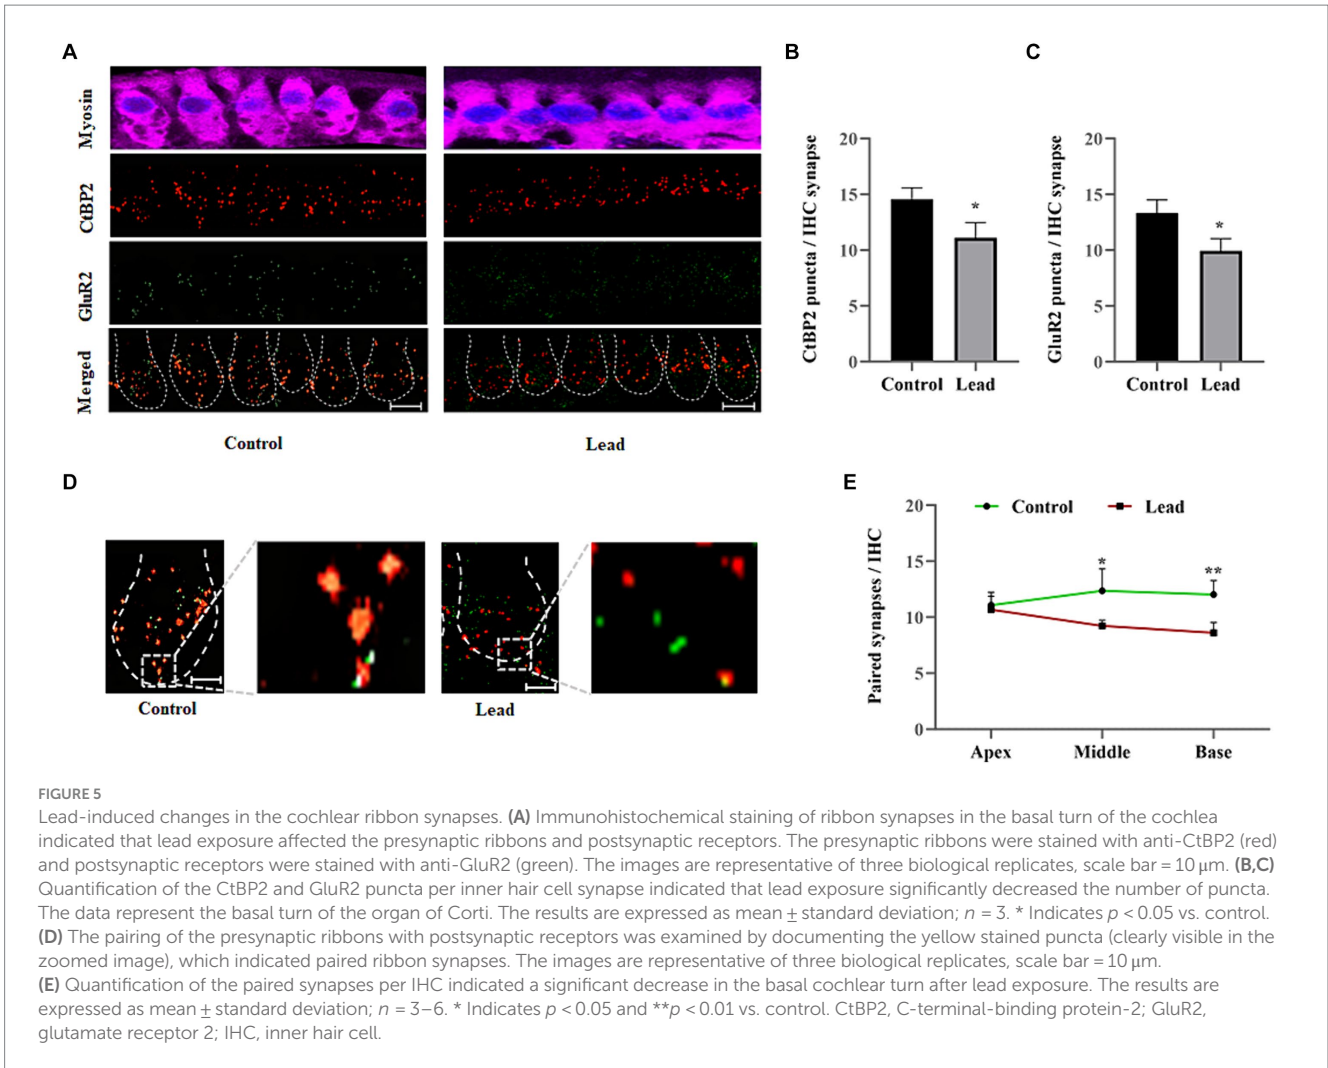 A
B
C
Myosin
CtBP2
GluR2
Merged
Control
Lead
CtBP2 puncta / IHC synapse
20
15
10
5
0
*
Control Lead
GluR2 puncta / IHC synapse
20
15
10
5
0
*
Control Lead
D
Control
Lead
E
Control Lead
Paired synapses / IHC
20
15
10
5
0
*
**
Apex Middle Base
FIGURE 5
Lead-induced changes in the cochlear ribbon synapses. (A) Immunohistochemical staining of ribbon synapses in the basal turn of the cochlea
indicated that lead exposure affected the presynaptic ribbons and postsynaptic receptors. The presynaptic ribbons were stained with anti-CtBP2 (red)
and postsynaptic receptors were stained with anti-GluR2 (green). The images are representative of three biological replicates, scale bar = 10 μm. (B,C)
Quantification of the CtBP2 and GluR2 puncta per inner hair cell synapse indicated that lead exposure significantly decreased the number of puncta.
The data represent the basal turn of the organ of Corti. The results are expressed as mean ± standard deviation; n = 3. * Indicates p < 0.05 vs. control.
(D) The pairing of the presynaptic ribbons with postsynaptic receptors was examined by documenting the yellow stained puncta (clearly visible in the
zoomed image), which indicated paired ribbon synapses. The images are representative of three biological replicates, scale bar = 10 μm.
(E) Quantification of the paired synapses per IHC indicated a significant decrease in the basal cochlear turn after lead exposure. The results are
expressed as mean ± standard deviation; n = 3–6. * Indicates p < 0.05 and **p < 0.01 vs. control. CtBP2, C-terminal-binding protein-2; GluR2,
glutamate receptor 2; IHC, inner hair cell.